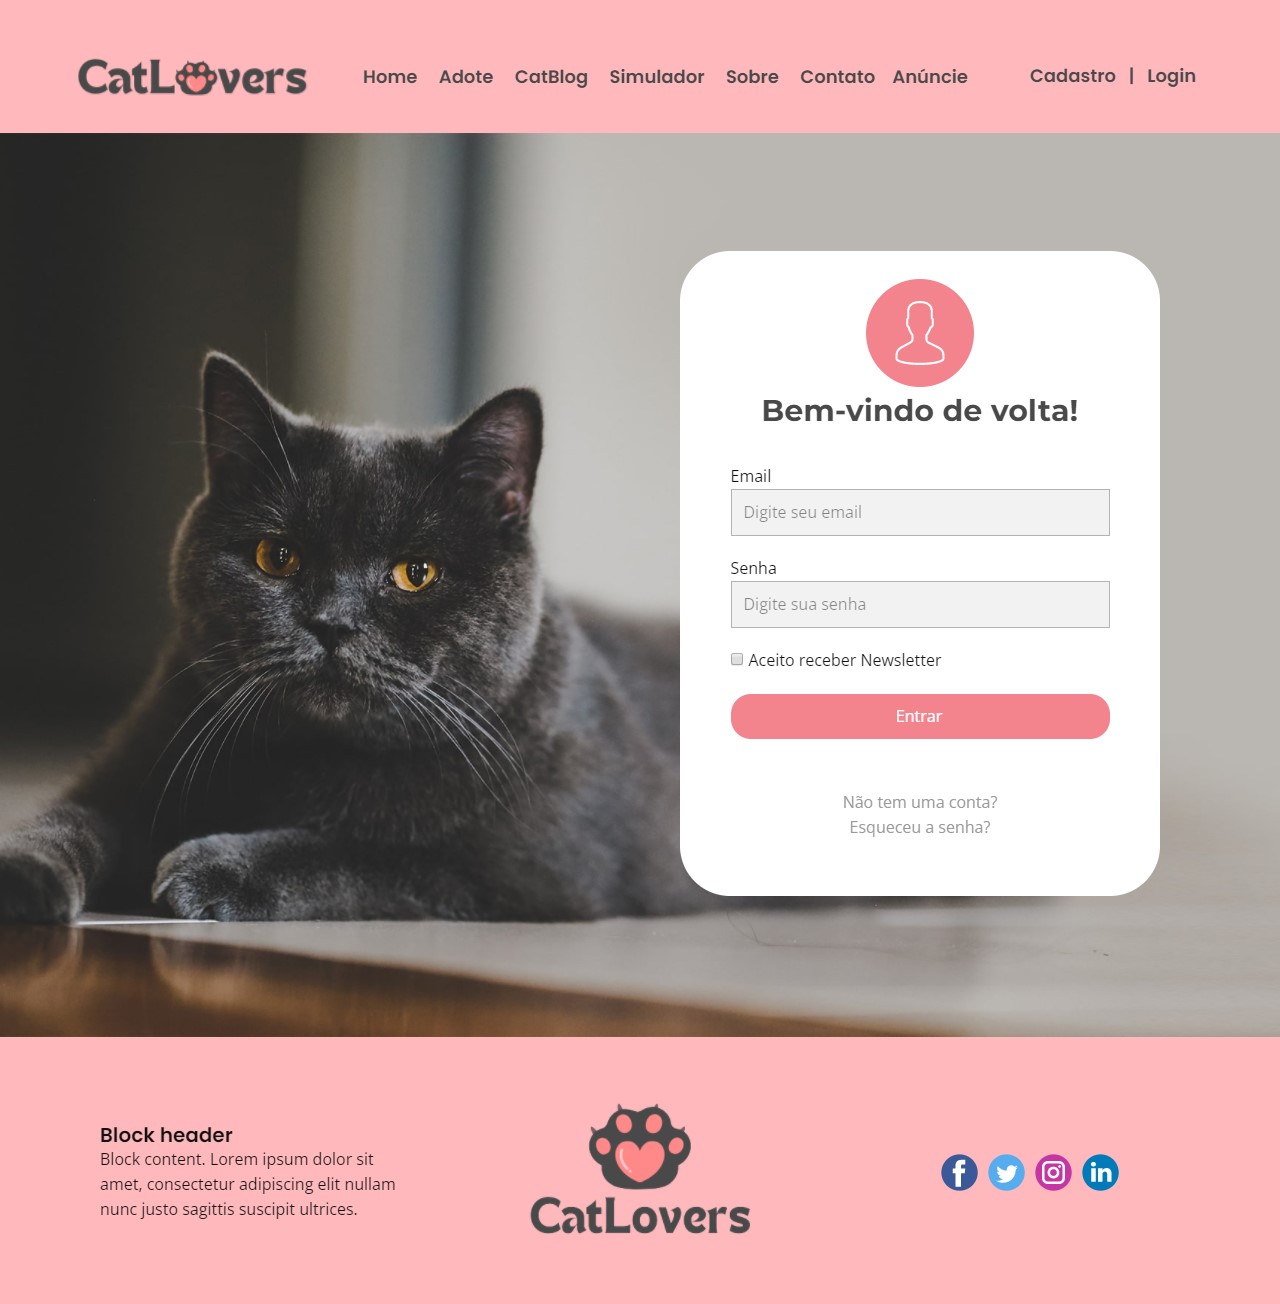 CatLovers
Home Adote CatBlog Simulador Sobre Contato Anúncie Cadastro | Login
Bem-vindo de volta!
Email
Digite seu email
Senha
Digite sua senha
Aceito receber Newsletter
Entrar
Não tem uma conta?
Esqueceu a senha?
Block header
Block content. Lorem ipsum dolor sit
amet, consectetur adipiscing elit nullam
nunc justo sagittis suscipit ultrices.
CatLovers